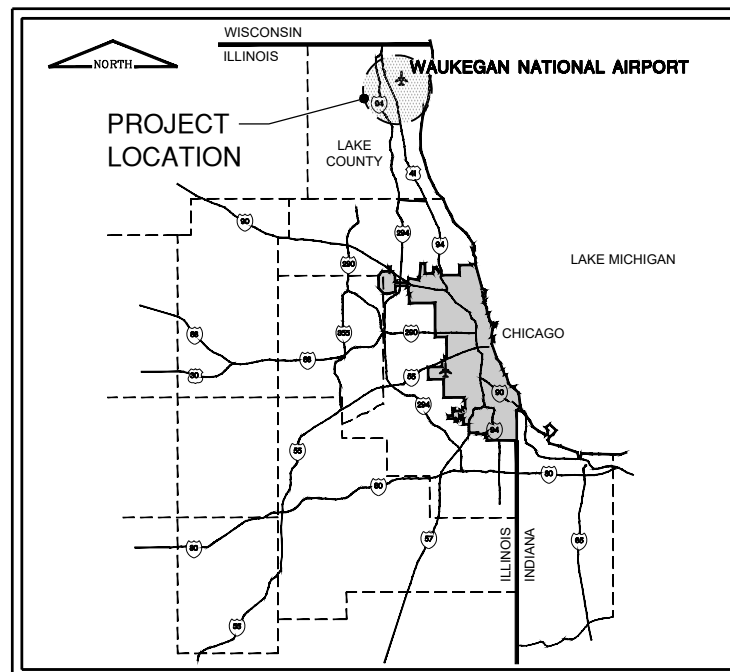 WISCONSIN
ILLINOIS
NORTH
WAUKEGAN NATIONAL AIRPORT
94
PROJECT
LOCATION
LAKE
COUNTY
41
90
294
94
290
LAKE MICHIGAN
CHICAGO
355
290
88
30
88
55
90
294
94
55
80
80
80
57
65
ILLINOIS
INDIANA
55